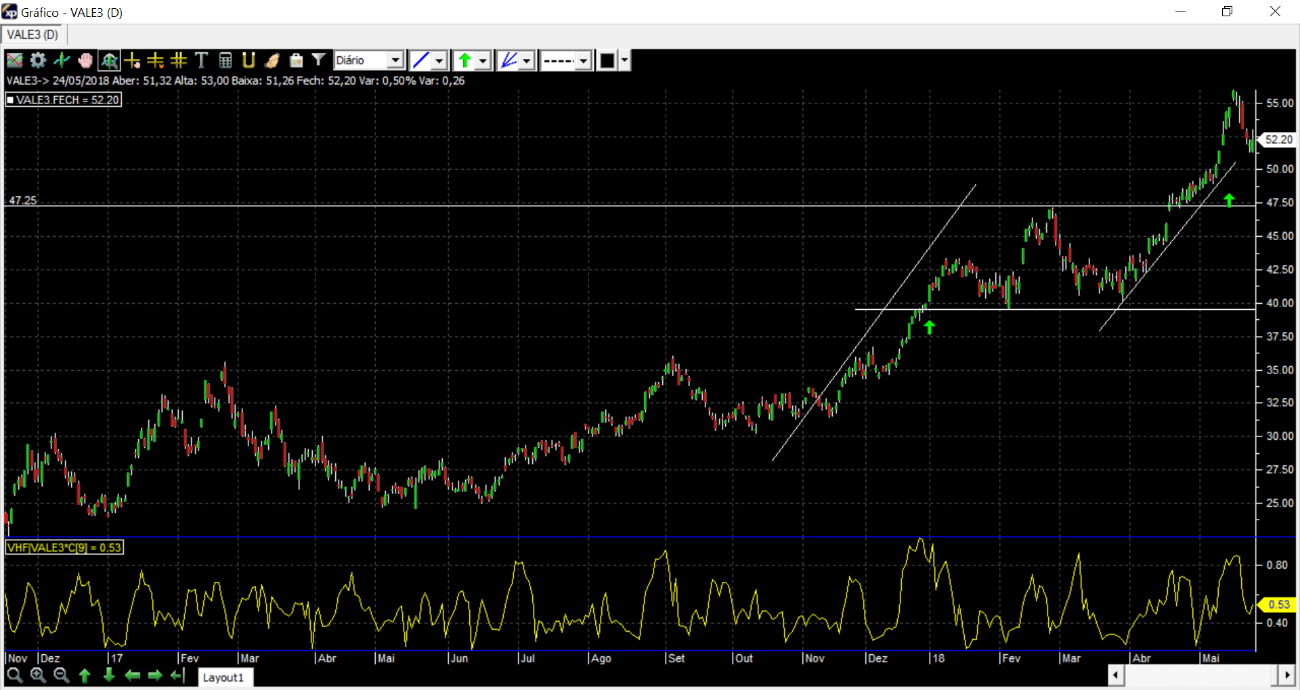 xp Gráfico - VALE3 (D)
VALE3 (D)
T Diário
VALE3-> 24/05/2018 Aber: 51,32 Alta: 53,00 Baixa: 51,26 Fech: 52,20 Var: 0,50% Var: 0,26
VALE3.FECH = 52.20
55.00
52.20
50.00
47.25
47.50
45.00
42.50
40.00
37.50
35.00
32.50
30.00
27.50
25.00
VHF|VALE3*C[9] = 0.53
0.80
0.53
0.40
Nov Dez 17 Fev Mar Abr Mai Jun Jul Ago Set Out Nov Dez 18 Fev Mar Abr Mai
Layout1